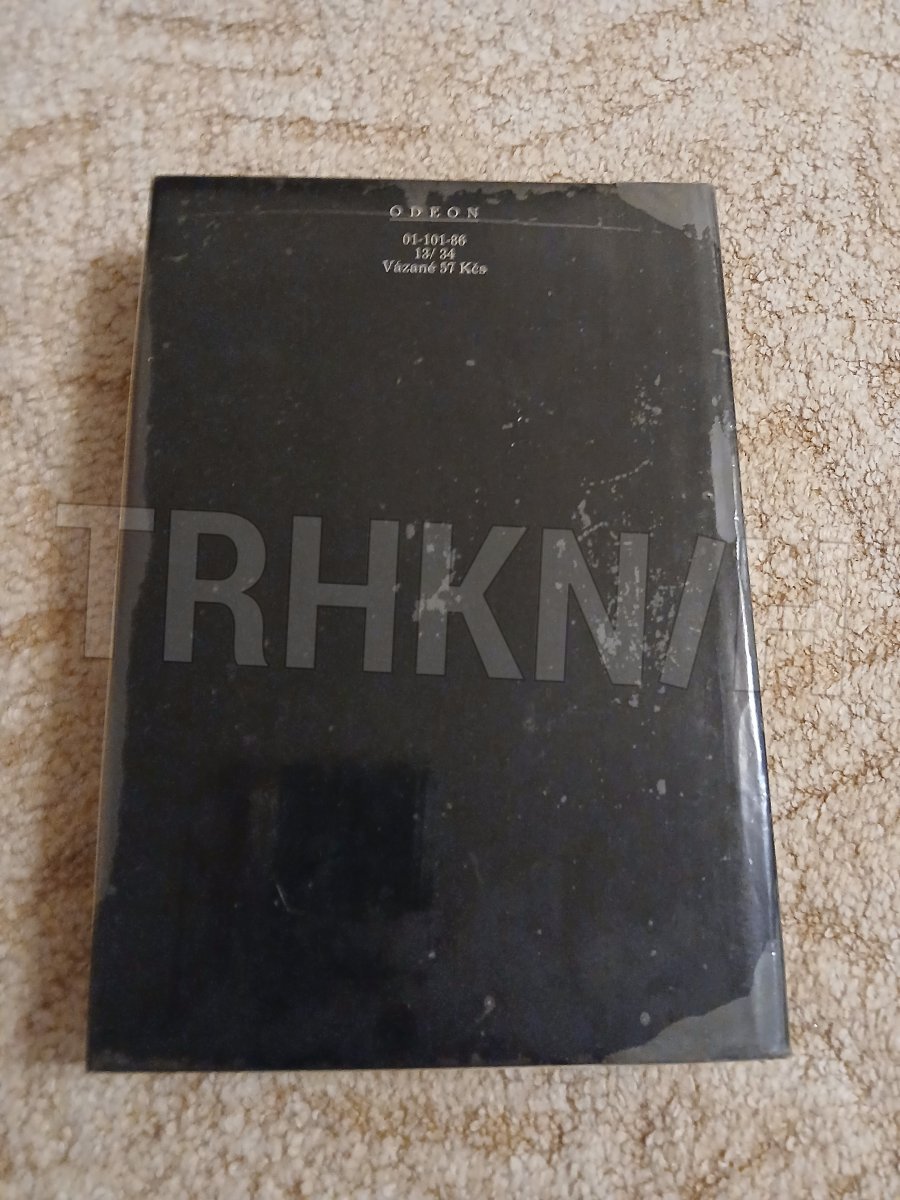 ODEON
01-101-86
13/ 34
Vázané 57 Kčs
TRHKNI